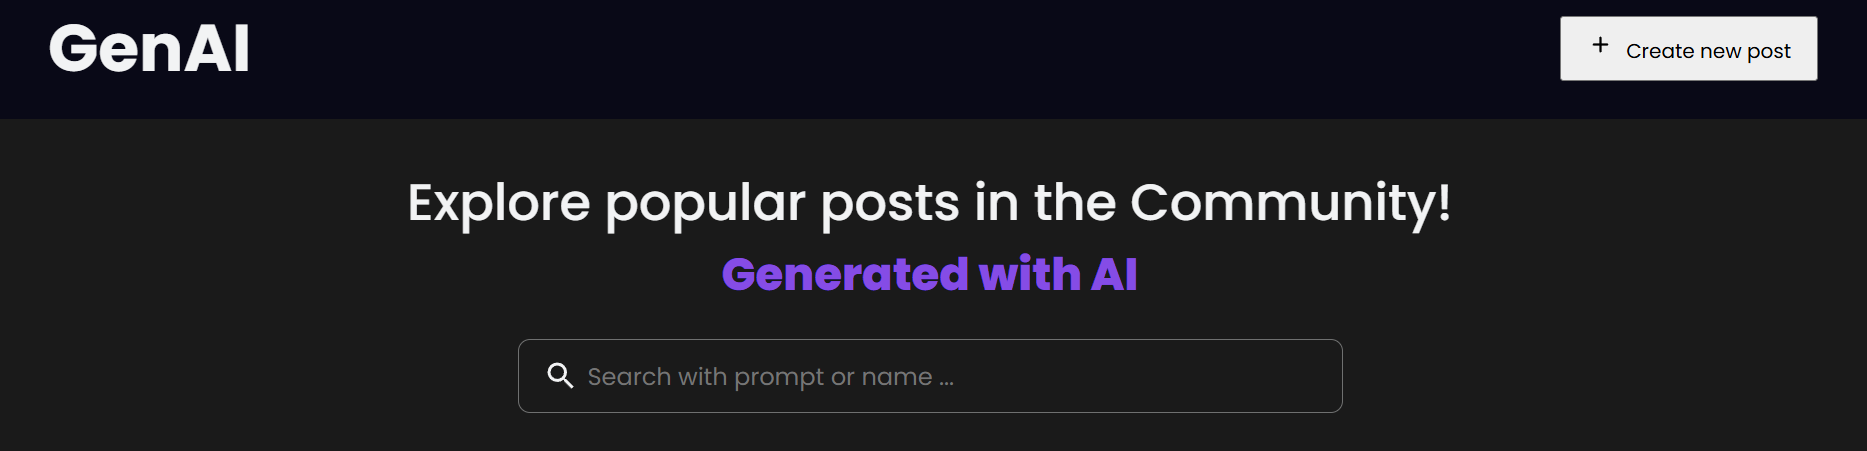 GenAI
Create new post
Explore popular posts in the Community!
Generated with AI
Search with prompt or name ...